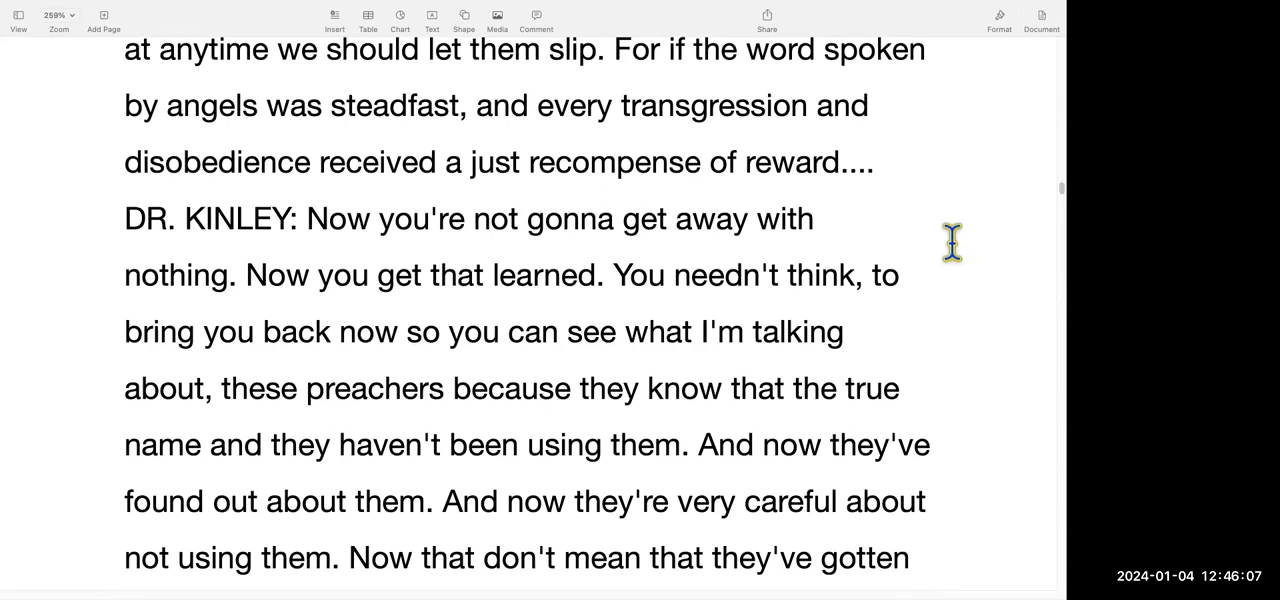 259%
View
Zoom
Add Page
Insert
Table
Chart
Text
Shape
Media
Comment
Share
Format
Document
at anytime we should let them slip. For if the word spoken
by angels was steadfast, and every transgression and
disobedience received a just recompense of reward....
DR. KINLEY: Now you're not gonna get away with
nothing. Now you get that learned. You needn't think, to
bring you back now so you can see what I'm talking
about, these preachers because they know that the true
name and they haven't been using them. And now they've
found out about them. And now they're very careful about
not using them. Now that don't mean that they've gotten
2024-01-04 12:46:07